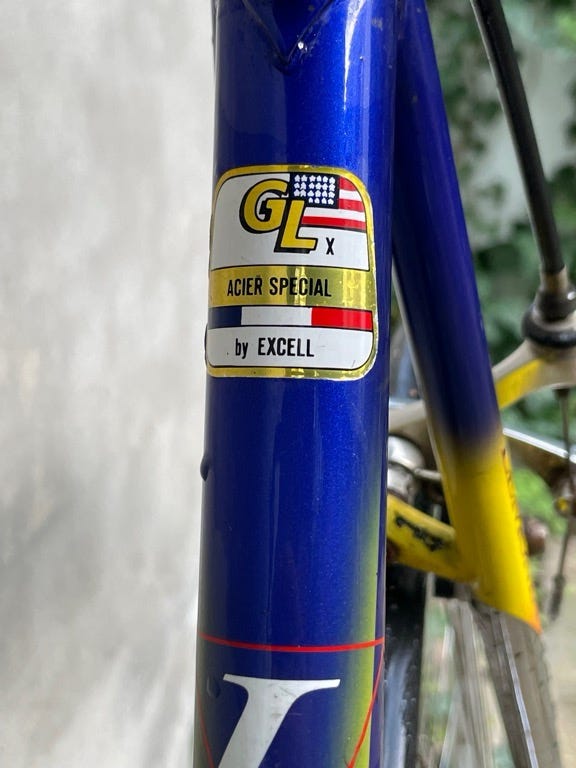 GL
X
ACIER SPECIAL
by EXCELL